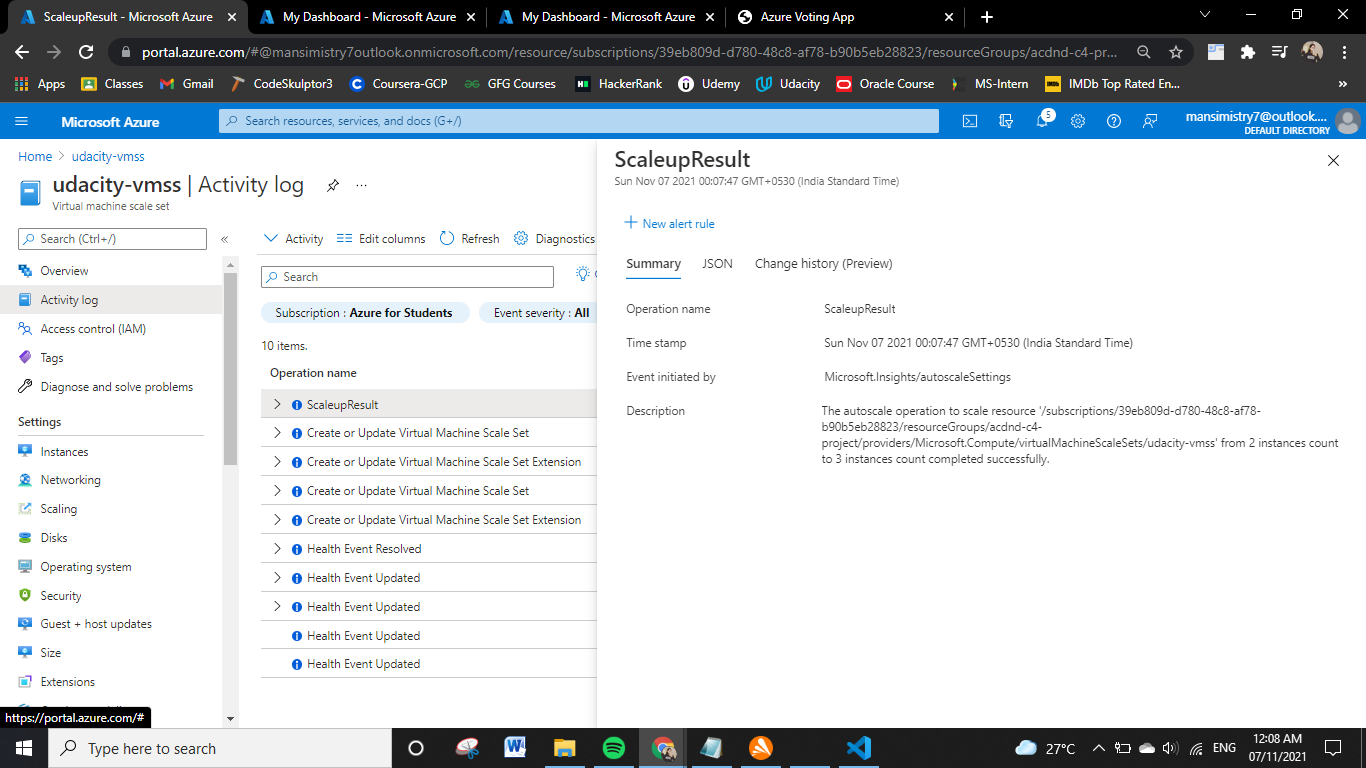 ScaleupResult - Microsoft Azure
My Dashboard - Microsoft Azure
My Dashboard - Microsoft Azure
Azure Voting App
portal.azure.com/#@mansimistry7outlook.onmicrosoft.com/resource/subscriptions/39eb809d-d780-48c8-af78-b90b5eb28823/resourceGroups/acdnd-c4-pr...
Apps
Classes
Gmail
CodeSkulptor3
Coursera-GCP
GFG Courses
HackerRank
Udemy
Udacity
Oracle Course
MS-Intern
IMDb Top Rated En...
»
Microsoft Azure
Search resources, services, and docs (G+/)
5
mansimistry7@outlook....
DEFAULT DIRECTORY
Home > udacity-vmss
udacity-vmss | Activity log
...
Virtual machine scale set
Search (Ctrl+/)
«
Overview
Activity log
Access control (IAM)
Tags
Diagnose and solve problems
Settings
Instances
Networking
Scaling
Disks
Operating system
Security
Guest + host updates
Size
Extensions
https://portal.azure.com/#
Activity
Edit columns
Refresh
Diagnostics
Search
Subscription : Azure for Students
Event severity : All
10 items.
Operation name
ScaleupResult
Create or Update Virtual Machine Scale Set
Create or Update Virtual Machine Scale Set Extension
Create or Update Virtual Machine Scale Set
Create or Update Virtual Machine Scale Set Extension
Health Event Resolved
Health Event Updated
Health Event Updated
Health Event Updated
Health Event Updated
ScaleupResult
Sun Nov 07 2021 00:07:47 GMT+0530 (India Standard Time)
New alert rule
Summary
JSON
Change history (Preview)
Operation name
ScaleupResult
Time stamp
Sun Nov 07 2021 00:07:47 GMT+0530 (India Standard Time)
Event initiated by
Microsoft.Insights/autoscaleSettings
Description
The autoscale operation to scale resource '/subscriptions/39eb809d-d780-48c8-af78-
b90b5eb28823/resourceGroups/acdnd-c4-
project/providers/Microsoft.Compute/virtualMachineScaleSets/udacity-vmss' from 2 instances count
to 3 instances count completed successfully.
Type here to search
27°C
ENG
12:08 AM
07/11/2021